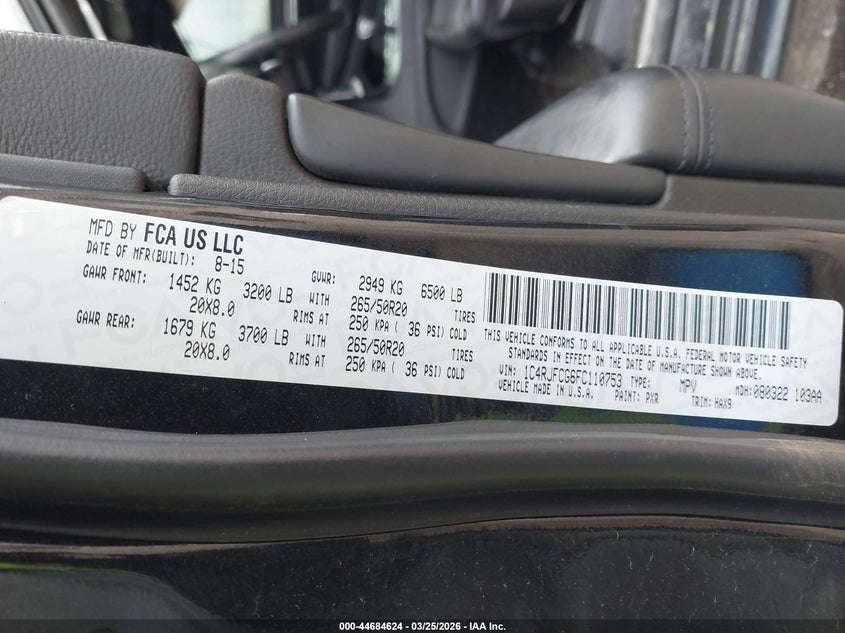 MFD BY FCA US LLC
DATE OF MFR(BUILT): 8-15
GAWR FRONT: 1452 KG 3200 LB WITH 265/50R20 TIRES
20X8.0 RIMS AT 250 KPA ( 36 PSI) COLD
GAWR REAR: 1679 KG 3700 LB WITH 265/50R20 TIRES
20X8.0 RIMS AT 250 KPA ( 36 PSI) COLD
GVWR: 2949 KG 6500 LB
THIS VEHICLE CONFORMS TO ALL APPLICABLE U.S.A. FEDERAL MOTOR VEHICLE SAFETY
STANDARDS IN EFFECT ON THE DATE OF MANUFACTURE SHOWN ABOVE.
VIN: 1C4RJFCG6FC110753 TYPE: MPV MDH:080322 103AA
VEHICLE MADE IN U.S.A. PAINT: PXR TRIM: HAX9
000-44684624 - 03/25/2026 - IAA Inc.